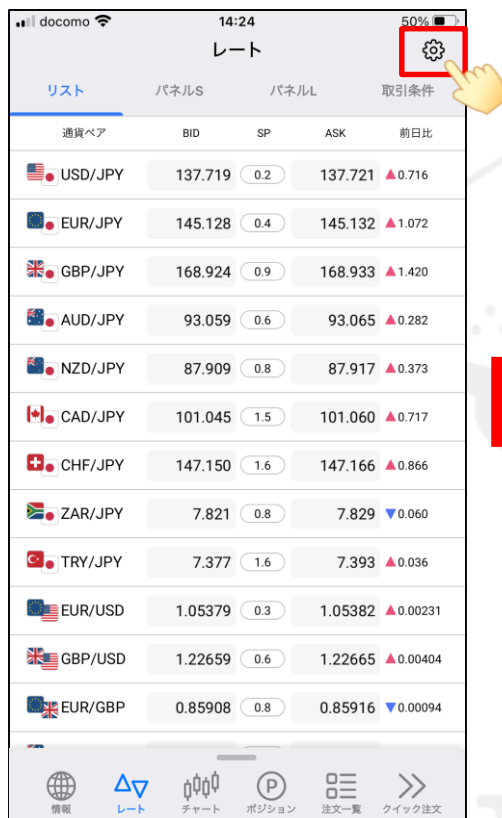 docomo 14:24 50%
レート
リスト パネルS パネルL 取引条件
通貨ペア BID SP ASK 前日比
USD/JPY 137.719 0.2 137.721 ▲0.716
EUR/JPY 145.128 0.4 145.132 ▲1.072
GBP/JPY 168.924 0.9 168.933 ▲1.420
AUD/JPY 93.059 0.6 93.065 ▲0.282
NZD/JPY 87.909 0.8 87.917 ▲0.373
CAD/JPY 101.045 1.5 101.060 ▲0.717
CHF/JPY 147.150 1.6 147.166 ▲0.866
ZAR/JPY 7.821 0.8 7.829 ▼0.060
TRY/JPY 7.377 1.6 7.393 ▲0.036
EUR/USD 1.05379 0.3 1.05382 ▲0.00231
GBP/USD 1.22659 0.6 1.22665 ▲0.00404
EUR/GBP 0.85908 0.8 0.85916 ▼0.00094
P
情報 レート チャート ポジション 注文一覧 クイック注文